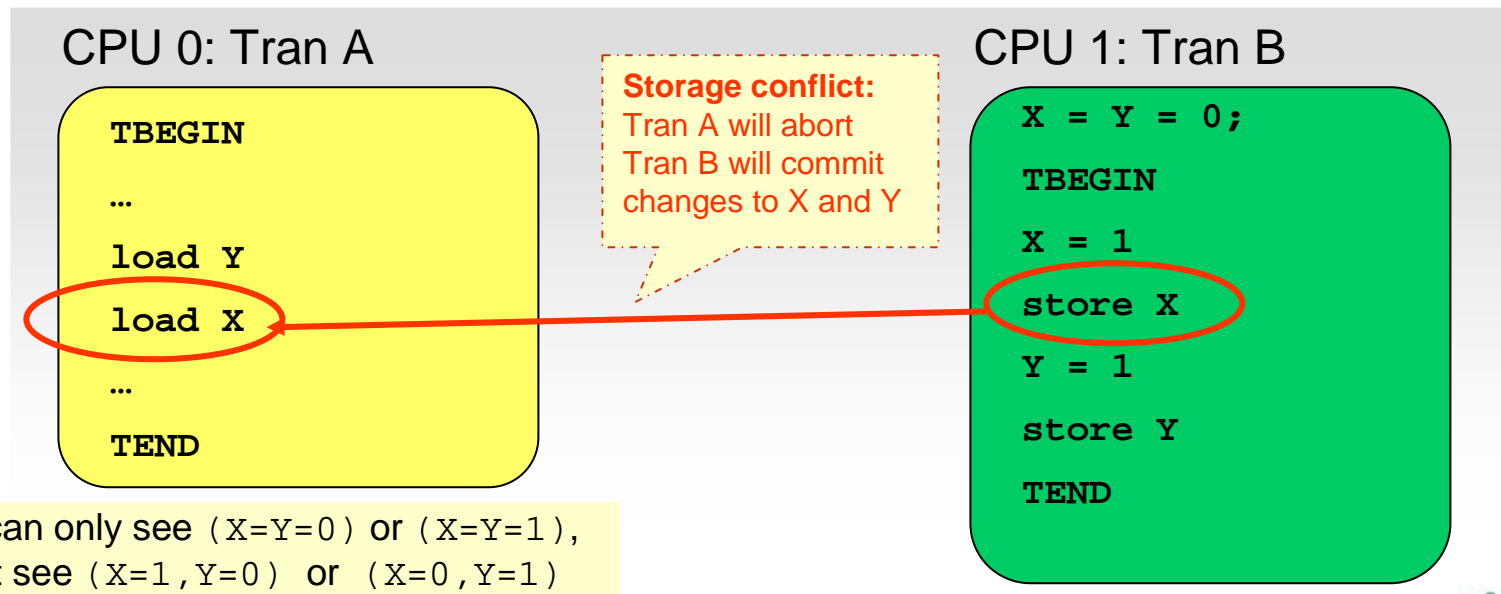 CPU 0: Tran A
TBEGIN
…
load Y
load X
…
TEND
Storage conflict:
Tran A will abort
Tran B will commit
changes to X and Y
CPU 1: Tran B
X = Y = 0;
TBEGIN
X = 1
store X
Y = 1
store Y
TEND
can only see (X=Y=0) or (X=Y=1),
see (X=1,Y=0) or (X=0,Y=1)